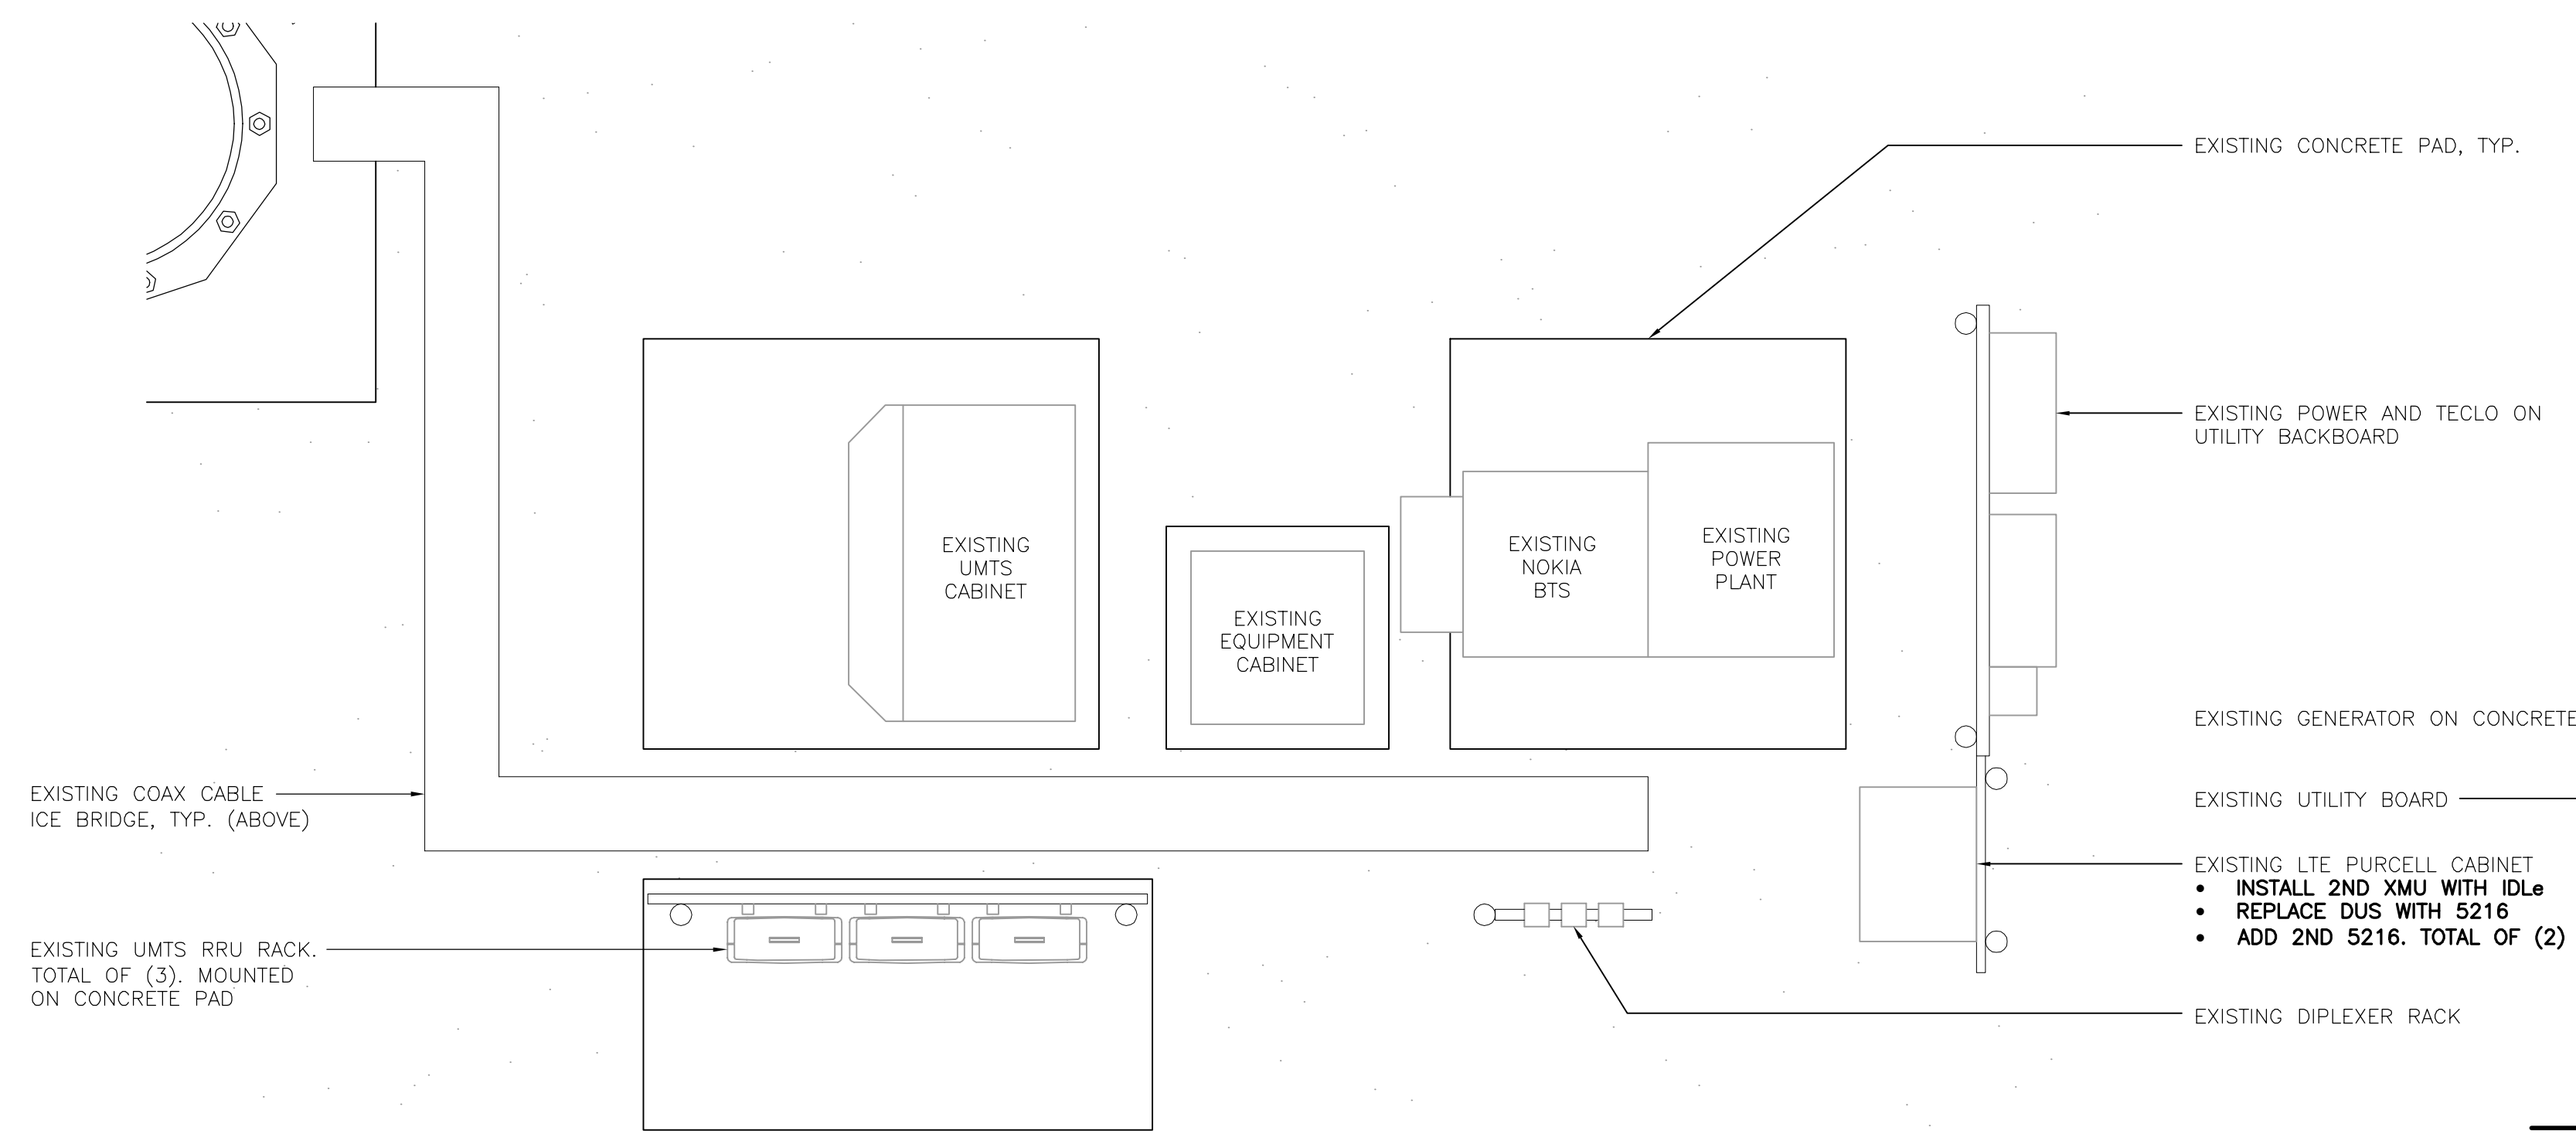 EXISTING CONCRETE PAD, TYP.
EXISTING POWER AND TECLO ON
UTILITY BACKBOARD
EXISTING
UMTS
CABINET
EXISTING
EQUIPMENT
CABINET
EXISTING
NOKIA
BTS
EXISTING
POWER
PLANT
EXISTING GENERATOR ON CONCRETE
EXISTING COAX CABLE
ICE BRIDGE, TYP. (ABOVE)
EXISTING UTILITY BOARD
EXISTING LTE PURCELL CABINET
• INSTALL 2ND XMU WITH IDLe
• REPLACE DUS WITH 5216
• ADD 2ND 5216. TOTAL OF (2)
EXISTING UMTS RRU RACK.
TOTAL OF (3). MOUNTED
ON CONCRETE PAD
EXISTING DIPLEXER RACK